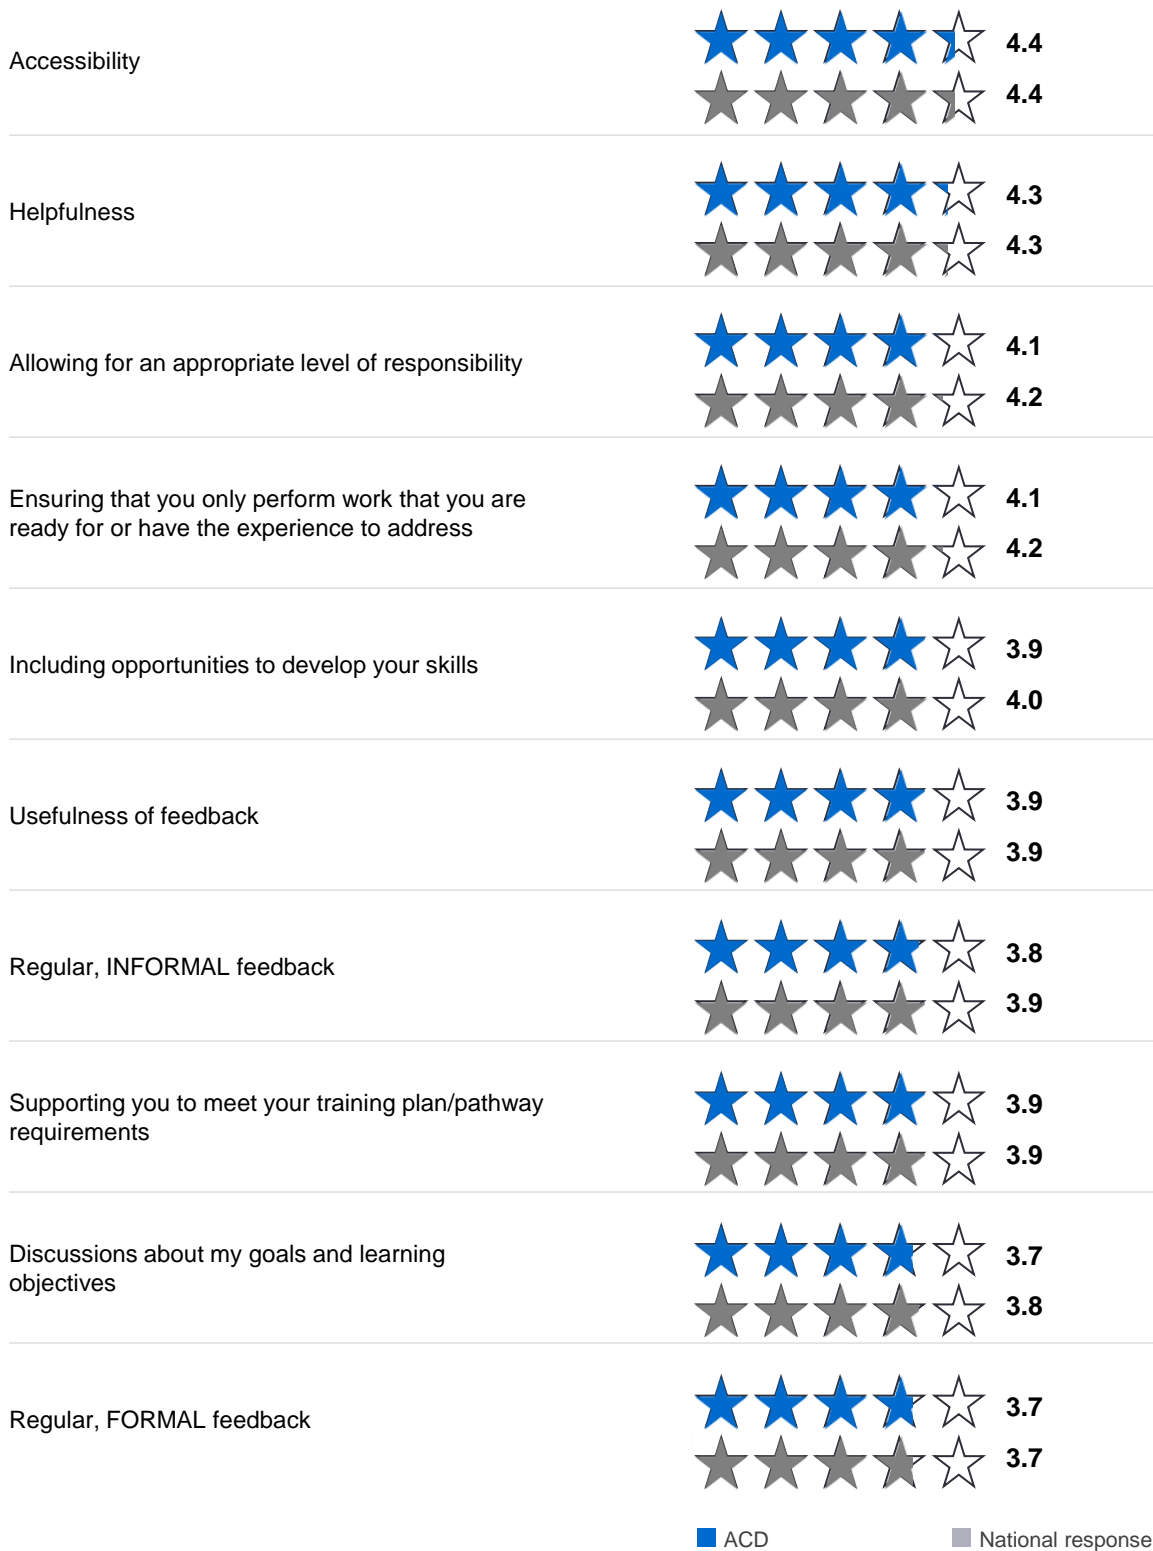 Accessibility
4.4
4.4
Helpfulness
4.3
4.3
Allowing for an appropriate level of responsibility
4.1
4.2
Ensuring that you only perform work that you are
ready for or have the experience to address
4.1
4.2
Including opportunities to develop your skills
3.9
4.0
Usefulness of feedback
3.9
3.9
Regular, INFORMAL feedback
3.8
3.9
Supporting you to meet your training plan/pathway
requirements
3.9
3.9
Discussions about my goals and learning
objectives
3.7
3.8
Regular, FORMAL feedback
3.7
3.7
ACD National response